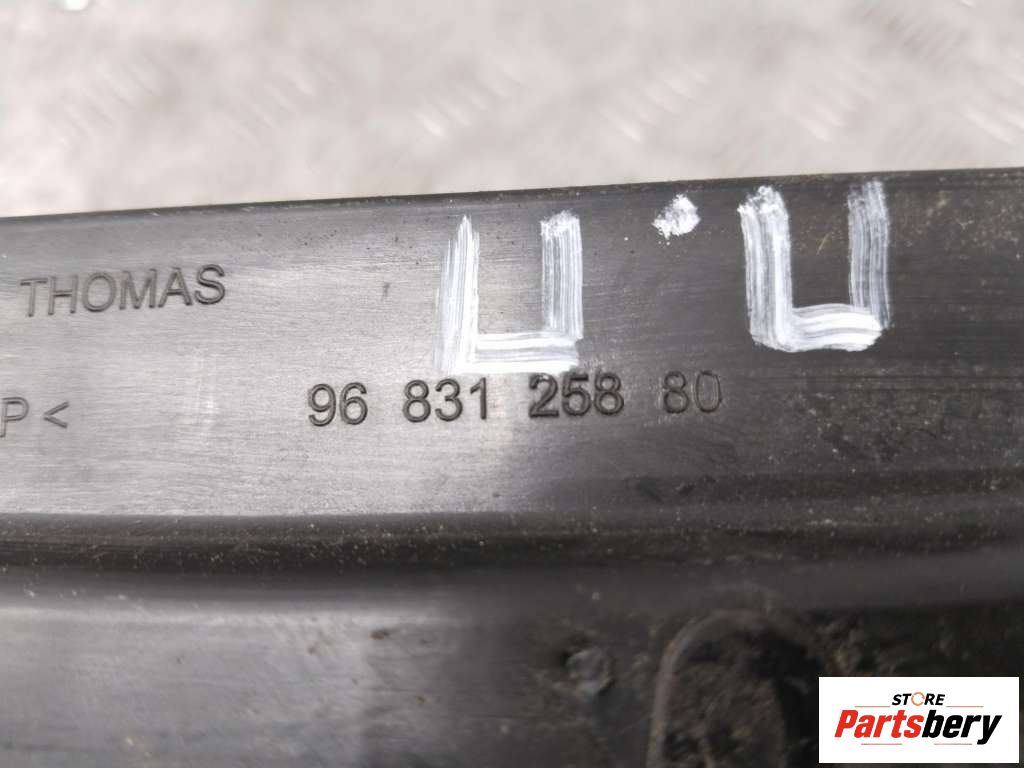 THOMAS
P<
96 831 258 80
STORE
Partsbery